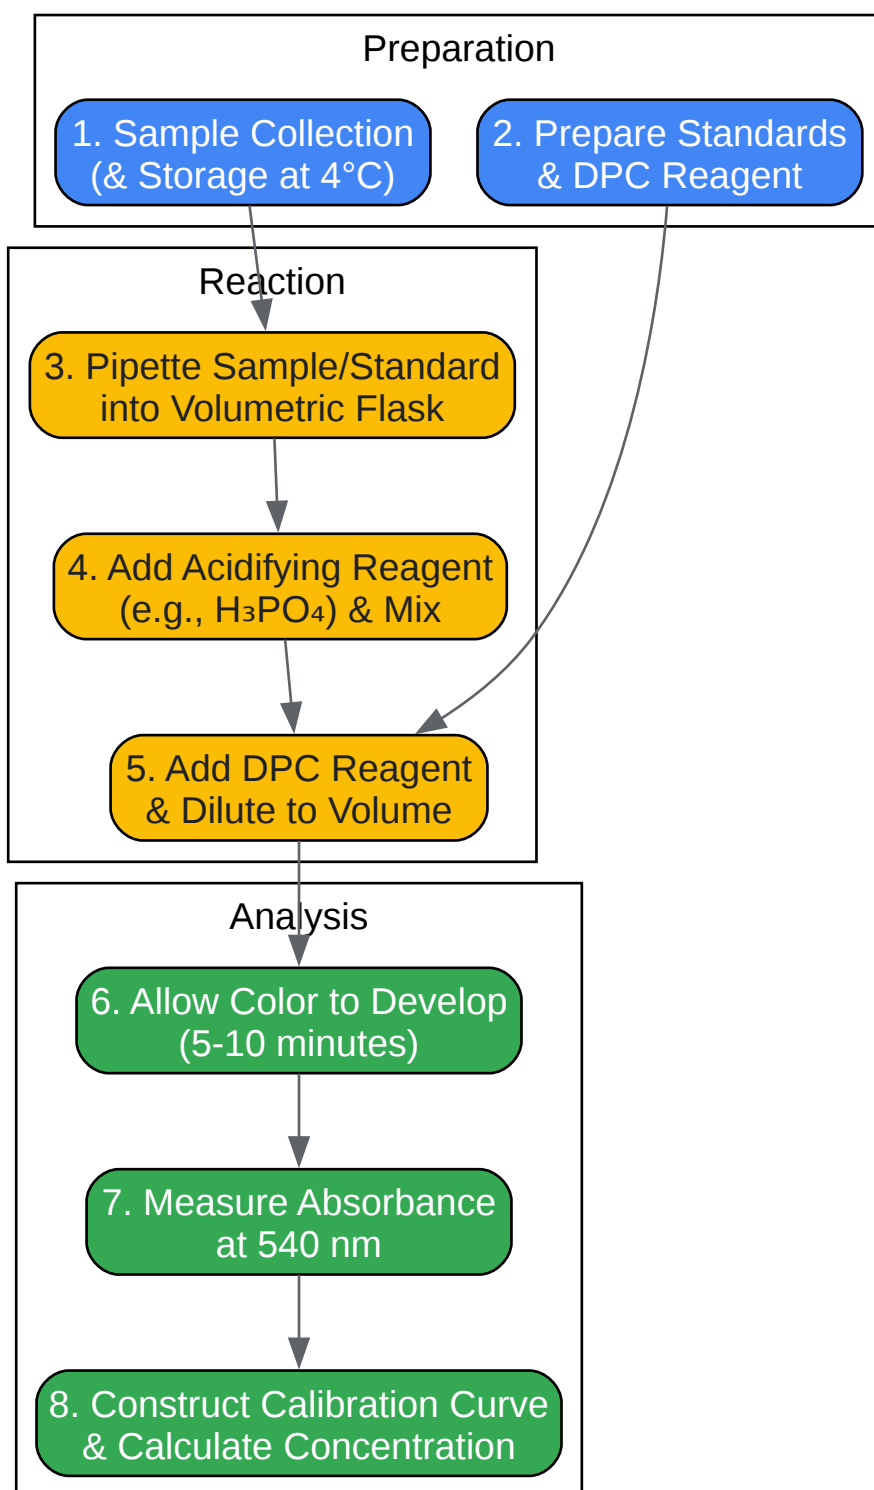 Preparation
1. Sample Collection
(& Storage at 4°C)
2. Prepare Standards
& DPC Reagent
Reaction
3. Pipette Sample/Standard
into Volumetric Flask
4. Add Acidifying Reagent
(e.g., H₃PO₄) & Mix
5. Add DPC Reagent
& Dilute to Volume
Analysis
6. Allow Color to Develop
(5-10 minutes)
7. Measure Absorbance
at 540 nm
8. Construct Calibration Curve
& Calculate Concentration